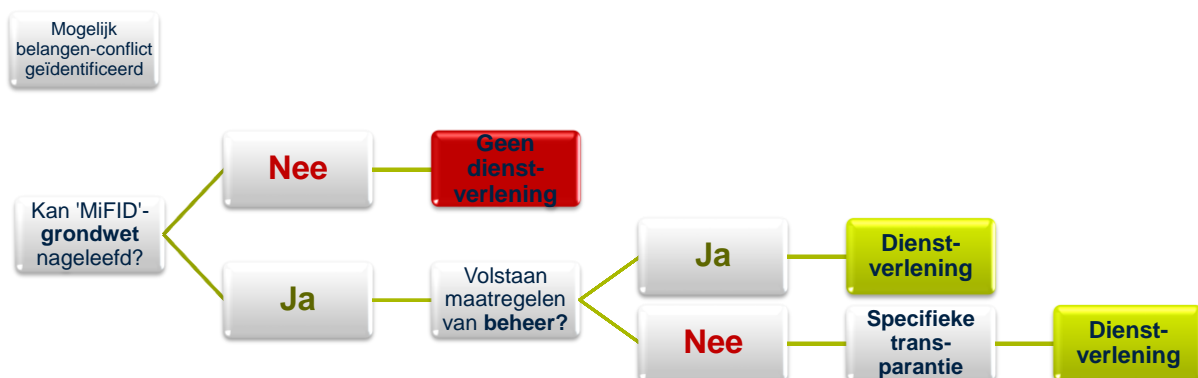 Mogelijk
belangen-conflict
geïdentificeerd
Nee
Geen
dienst-
verlening
Kan 'MiFID'-
grondwet
nageleefd?
Ja
Volstaan
maatregelen
van beheer?
Ja
Dienst-
verlening
Nee
Specifieke
trans-
parantie
Dienst-
verlening